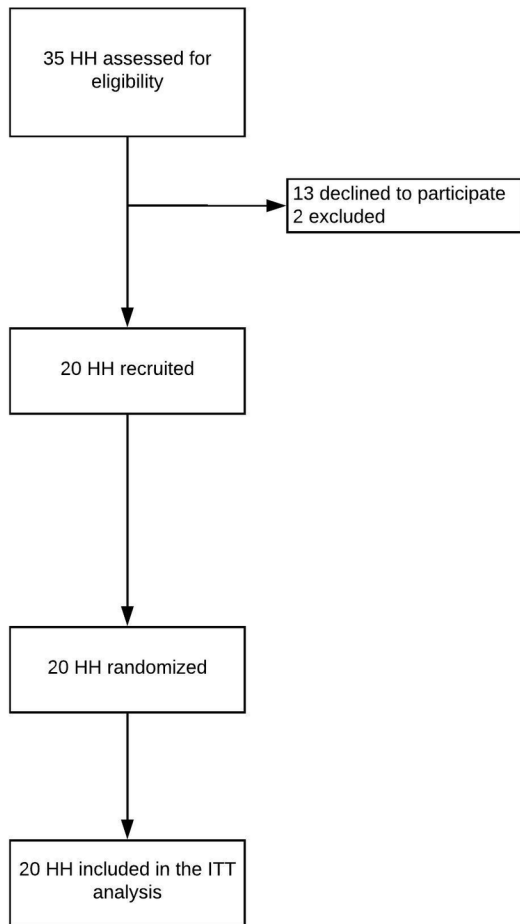 35 HH assessed for
eligibility
13 declined to participate
2 excluded
20 HH recruited
20 HH randomized
20 HH included in the ITT
analysis